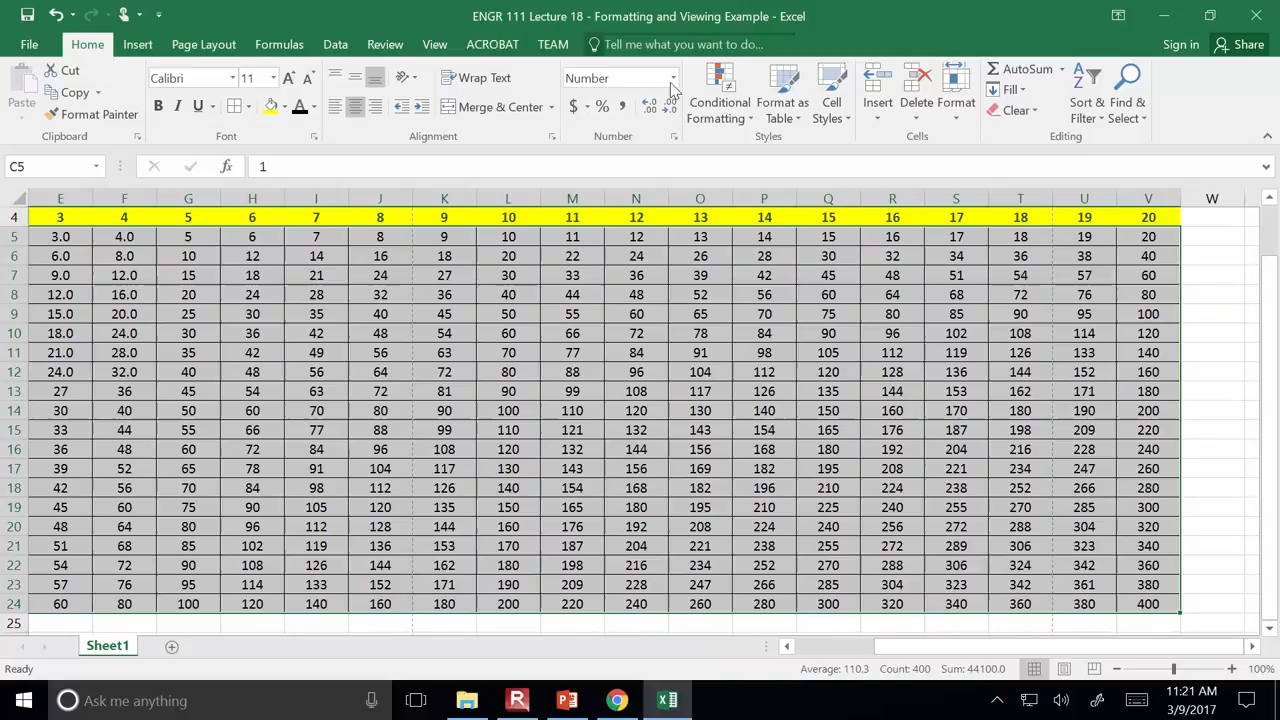 ENGR 111 Lecture 18 - Formatting and Viewing Example - Excel
File Home Insert Page Layout Formulas Data Review View ACROBAT TEAM Tell me what you want to do... Sign in Share
Paste Cut Copy Format Painter
Calibri 11
B I U A
Wrap Text
Merge & Center
Number
$ % ,
Conditional Formatting Format as Table Cell Styles
Insert Delete Format
AutoSum Fill Clear
Sort & Filter Find & Select
Clipboard Font Alignment Number Styles Cells Editing
C5 fx 1
E F G H I J K L M N O P Q R S T U V W
4 3 4 5 6 7 8 9 10 11 12 13 14 15 16 17 18 19 20
5 3.0 4.0 5 6 7 8 9 10 11 12 13 14 15 16 17 18 19 20
6 6.0 8.0 10 12 14 16 18 20 22 24 26 28 30 32 34 36 38 40
7 9.0 12.0 15 18 21 24 27 30 33 36 39 42 45 48 51 54 57 60
8 12.0 16.0 20 24 28 32 36 40 44 48 52 56 60 64 68 72 76 80
9 15.0 20.0 25 30 35 40 45 50 55 60 65 70 75 80 85 90 95 100
10 18.0 24.0 30 36 42 48 54 60 66 72 78 84 90 96 102 108 114 120
11 21.0 28.0 35 42 49 56 63 70 77 84 91 98 105 112 119 126 133 140
12 24.0 32.0 40 48 56 64 72 80 88 96 104 112 120 128 136 144 152 160
13 27 36 45 54 63 72 81 90 99 108 117 126 135 144 153 162 171 180
14 30 40 50 60 70 80 90 100 110 120 130 140 150 160 170 180 190 200
15 33 44 55 66 77 88 99 110 121 132 143 154 165 176 187 198 209 220
16 36 48 60 72 84 96 108 120 132 144 156 168 180 192 204 216 228 240
17 39 52 65 78 91 104 117 130 143 156 169 182 195 208 221 234 247 260
18 42 56 70 84 98 112 126 140 154 168 182 196 210 224 238 252 266 280
19 45 60 75 90 105 120 135 150 165 180 195 210 225 240 255 270 285 300
20 48 64 80 96 112 128 144 160 176 192 208 224 240 256 272 288 304 320
21 51 68 85 102 119 136 153 170 187 204 221 238 255 272 289 306 323 340
22 54 72 90 108 126 144 162 180 198 216 234 252 270 288 306 324 342 360
23 57 76 95 114 133 152 171 190 209 228 247 266 285 304 323 342 361 380
24 60 80 100 120 140 160 180 200 220 240 260 280 300 320 340 360 380 400
25
Sheet1
Ready Average: 110.3 Count: 400 Sum: 44100.0 100%
Ask me anything
11:21 AM
3/9/2017